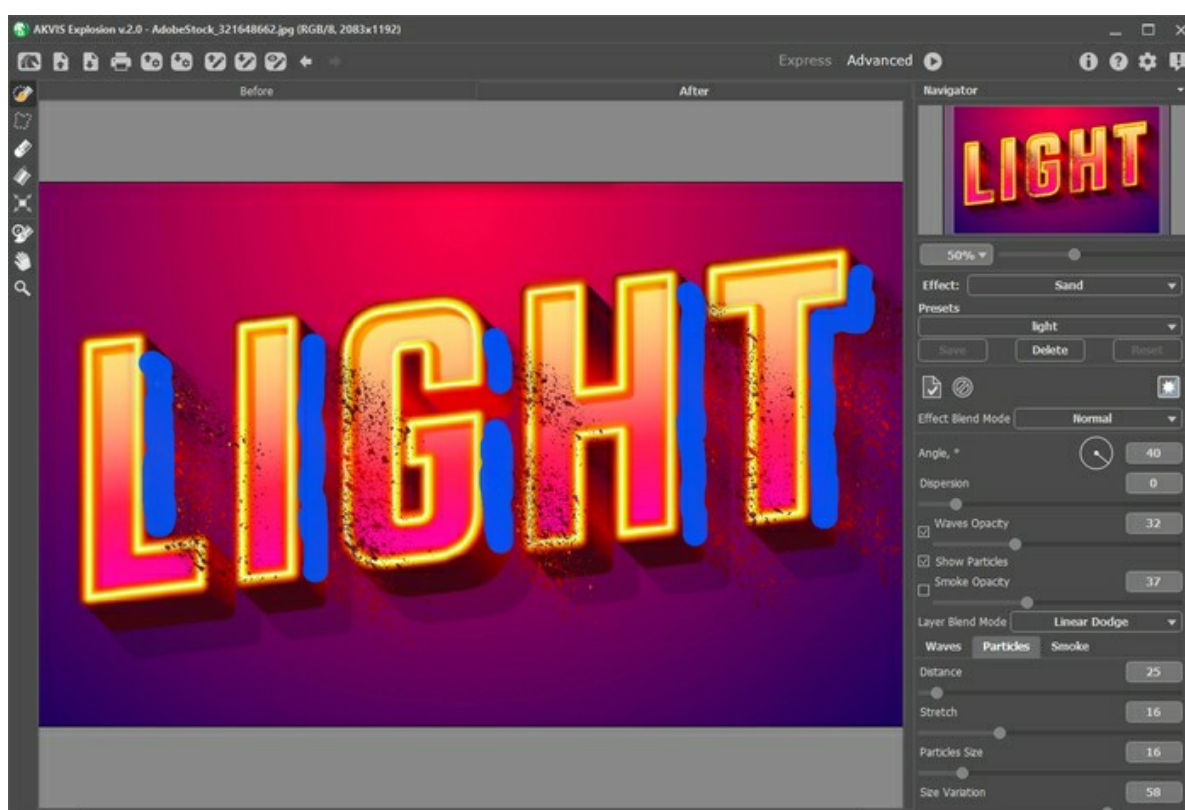 AKVIS Explosion v.2.0 - AdobeStock_321648662.jpg (RGB/8, 2083x1192)
Express Advanced
Before After
Navigator
LIGHT
50%
Effect: Sand
Presets
light
Save Delete Reset
Effect Blend Mode Normal
Angle, ° 40
Dispersion 0
Waves Opacity 32
Show Particles
Smoke Opacity 37
Layer Blend Mode Linear Dodge
Waves Particles Smoke
Distance 25
Stretch 16
Particles Size 16
Size Variation 58
LIGHT